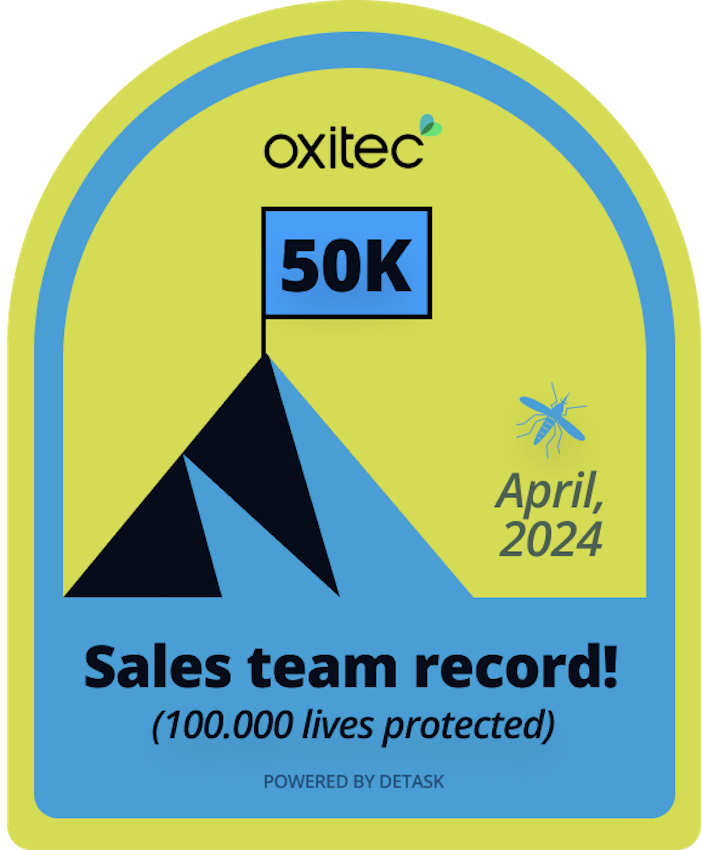 oxitec
50K
April,
2024
Sales team record!
(100.000 lives protected)
POWERED BY DETASK